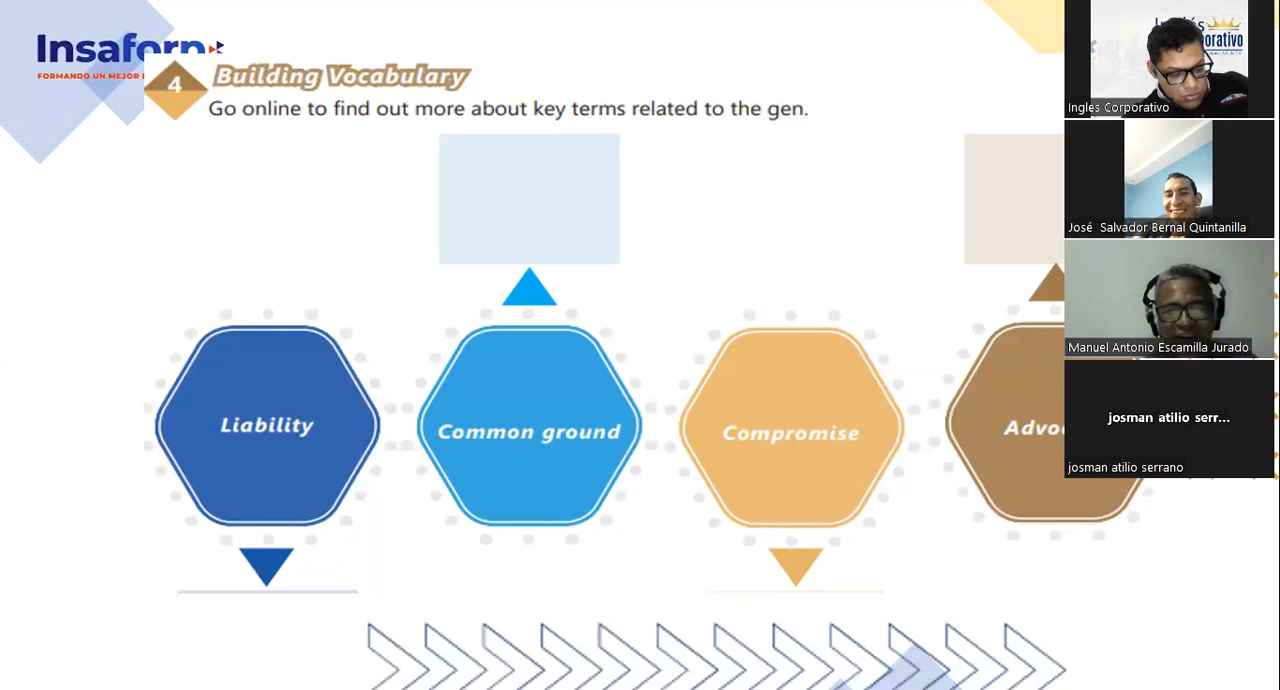 Insaforp
FORMANDO UN MEJOR
4
Building Vocabulary
Go online to find out more about key terms related to the gen.
Liability
Common ground
Compromise
Advo
Ingles Corporativo
José Salvador Bernal Quintanilla
Manuel Antonio Escamilla Jurado
josman atilio serr...
josman atilio serrano